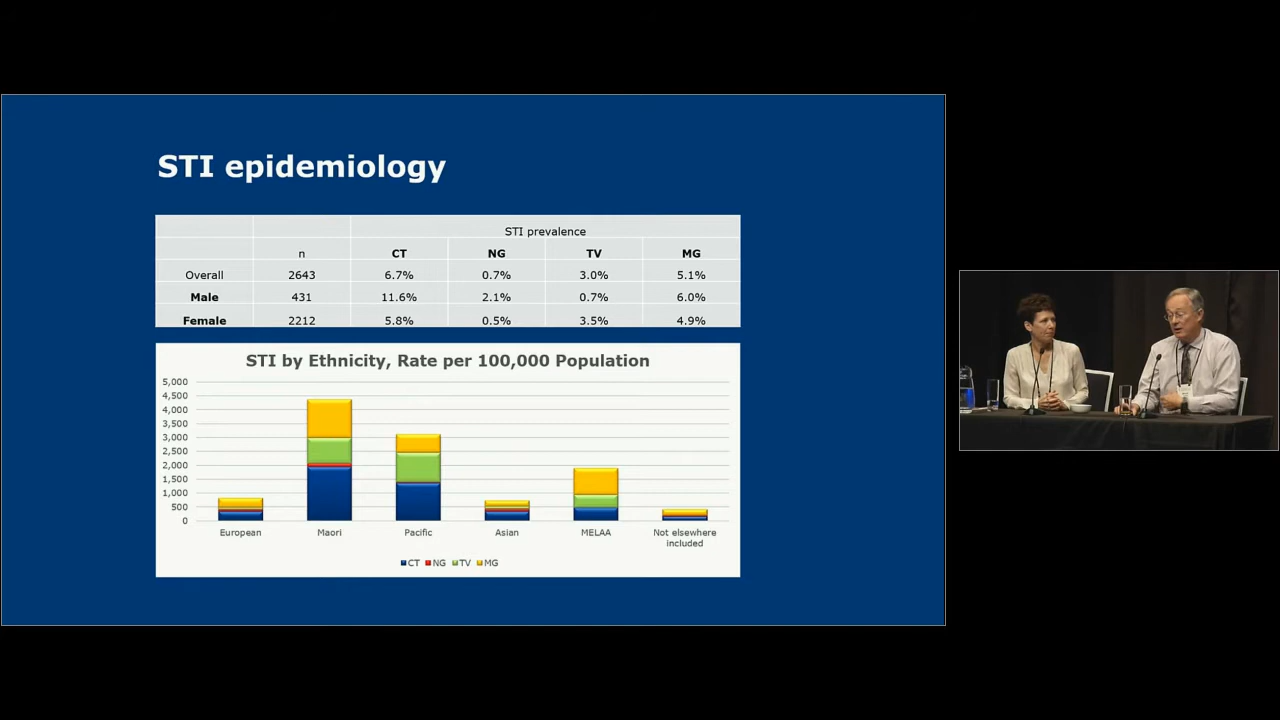 STI epidemiology
STI prevalence
n CT NG TV MG
Overall 2643 6.7% 0.7% 3.0% 5.1%
Male 431 11.6% 2.1% 0.7% 6.0%
Female 2212 5.8% 0.5% 3.5% 4.9%
STI by Ethnicity, Rate per 100,000 Population
5,000
4,500
4,000
3,500
3,000
2,500
2,000
1,500
1,000
500
0
European Maori Pacific Asian MELAA Not elsewhere
included
CT NG TV MG